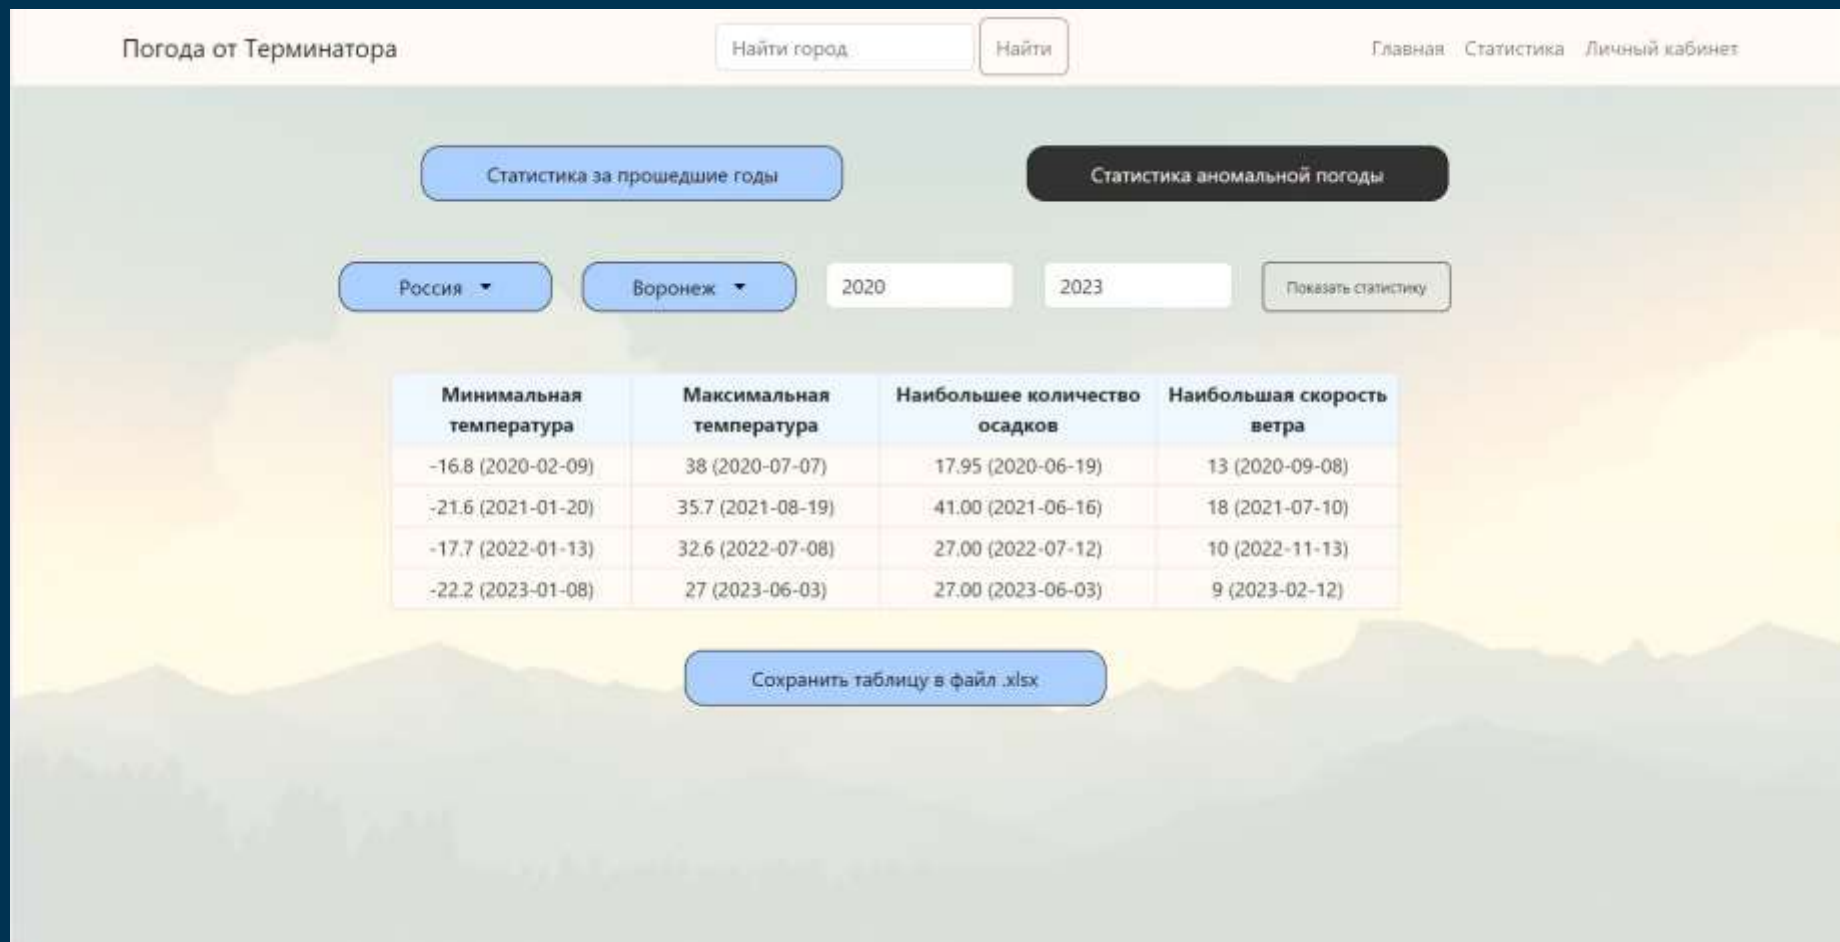 Погода от Терминатора
Найти город
Найти
Главная Статистика Личный кабинет
Статистика за прошедшие годы
Статистика аномальной погоды
Россия
Воронеж
2020
2023
Показать статистику
Минимальная температура Максимальная температура Наибольшее количество осадков Наибольшая скорость ветра
-16.8 (2020-02-09) 38 (2020-07-07) 17.95 (2020-06-19) 13 (2020-09-08)
-21.6 (2021-01-20) 35.7 (2021-08-19) 41.00 (2021-06-16) 18 (2021-07-10)
-17.7 (2022-01-13) 32.6 (2022-07-08) 27.00 (2022-07-12) 10 (2022-11-13)
-22.2 (2023-01-08) 27 (2023-06-03) 27.00 (2023-06-03) 9 (2023-02-12)
Сохранить таблицу в файл .xlsx